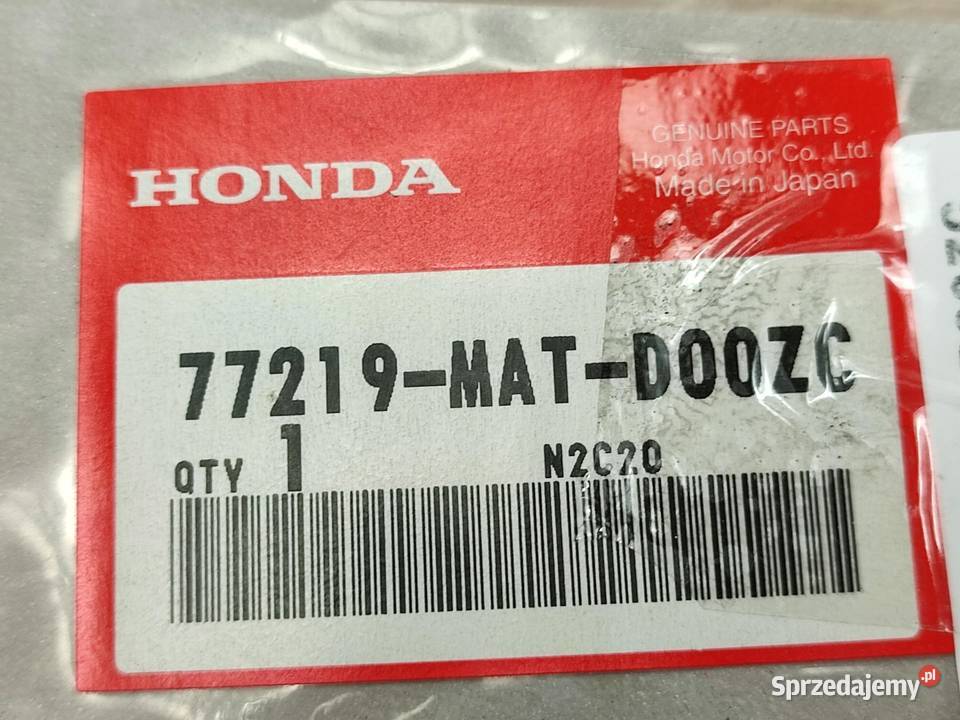 HONDA
GENUINE PARTS
Honda Motor Co., Ltd.
Made in Japan
77219-MAT-D00ZC
QTY 1 N2C20
Sprzedajemy.pl